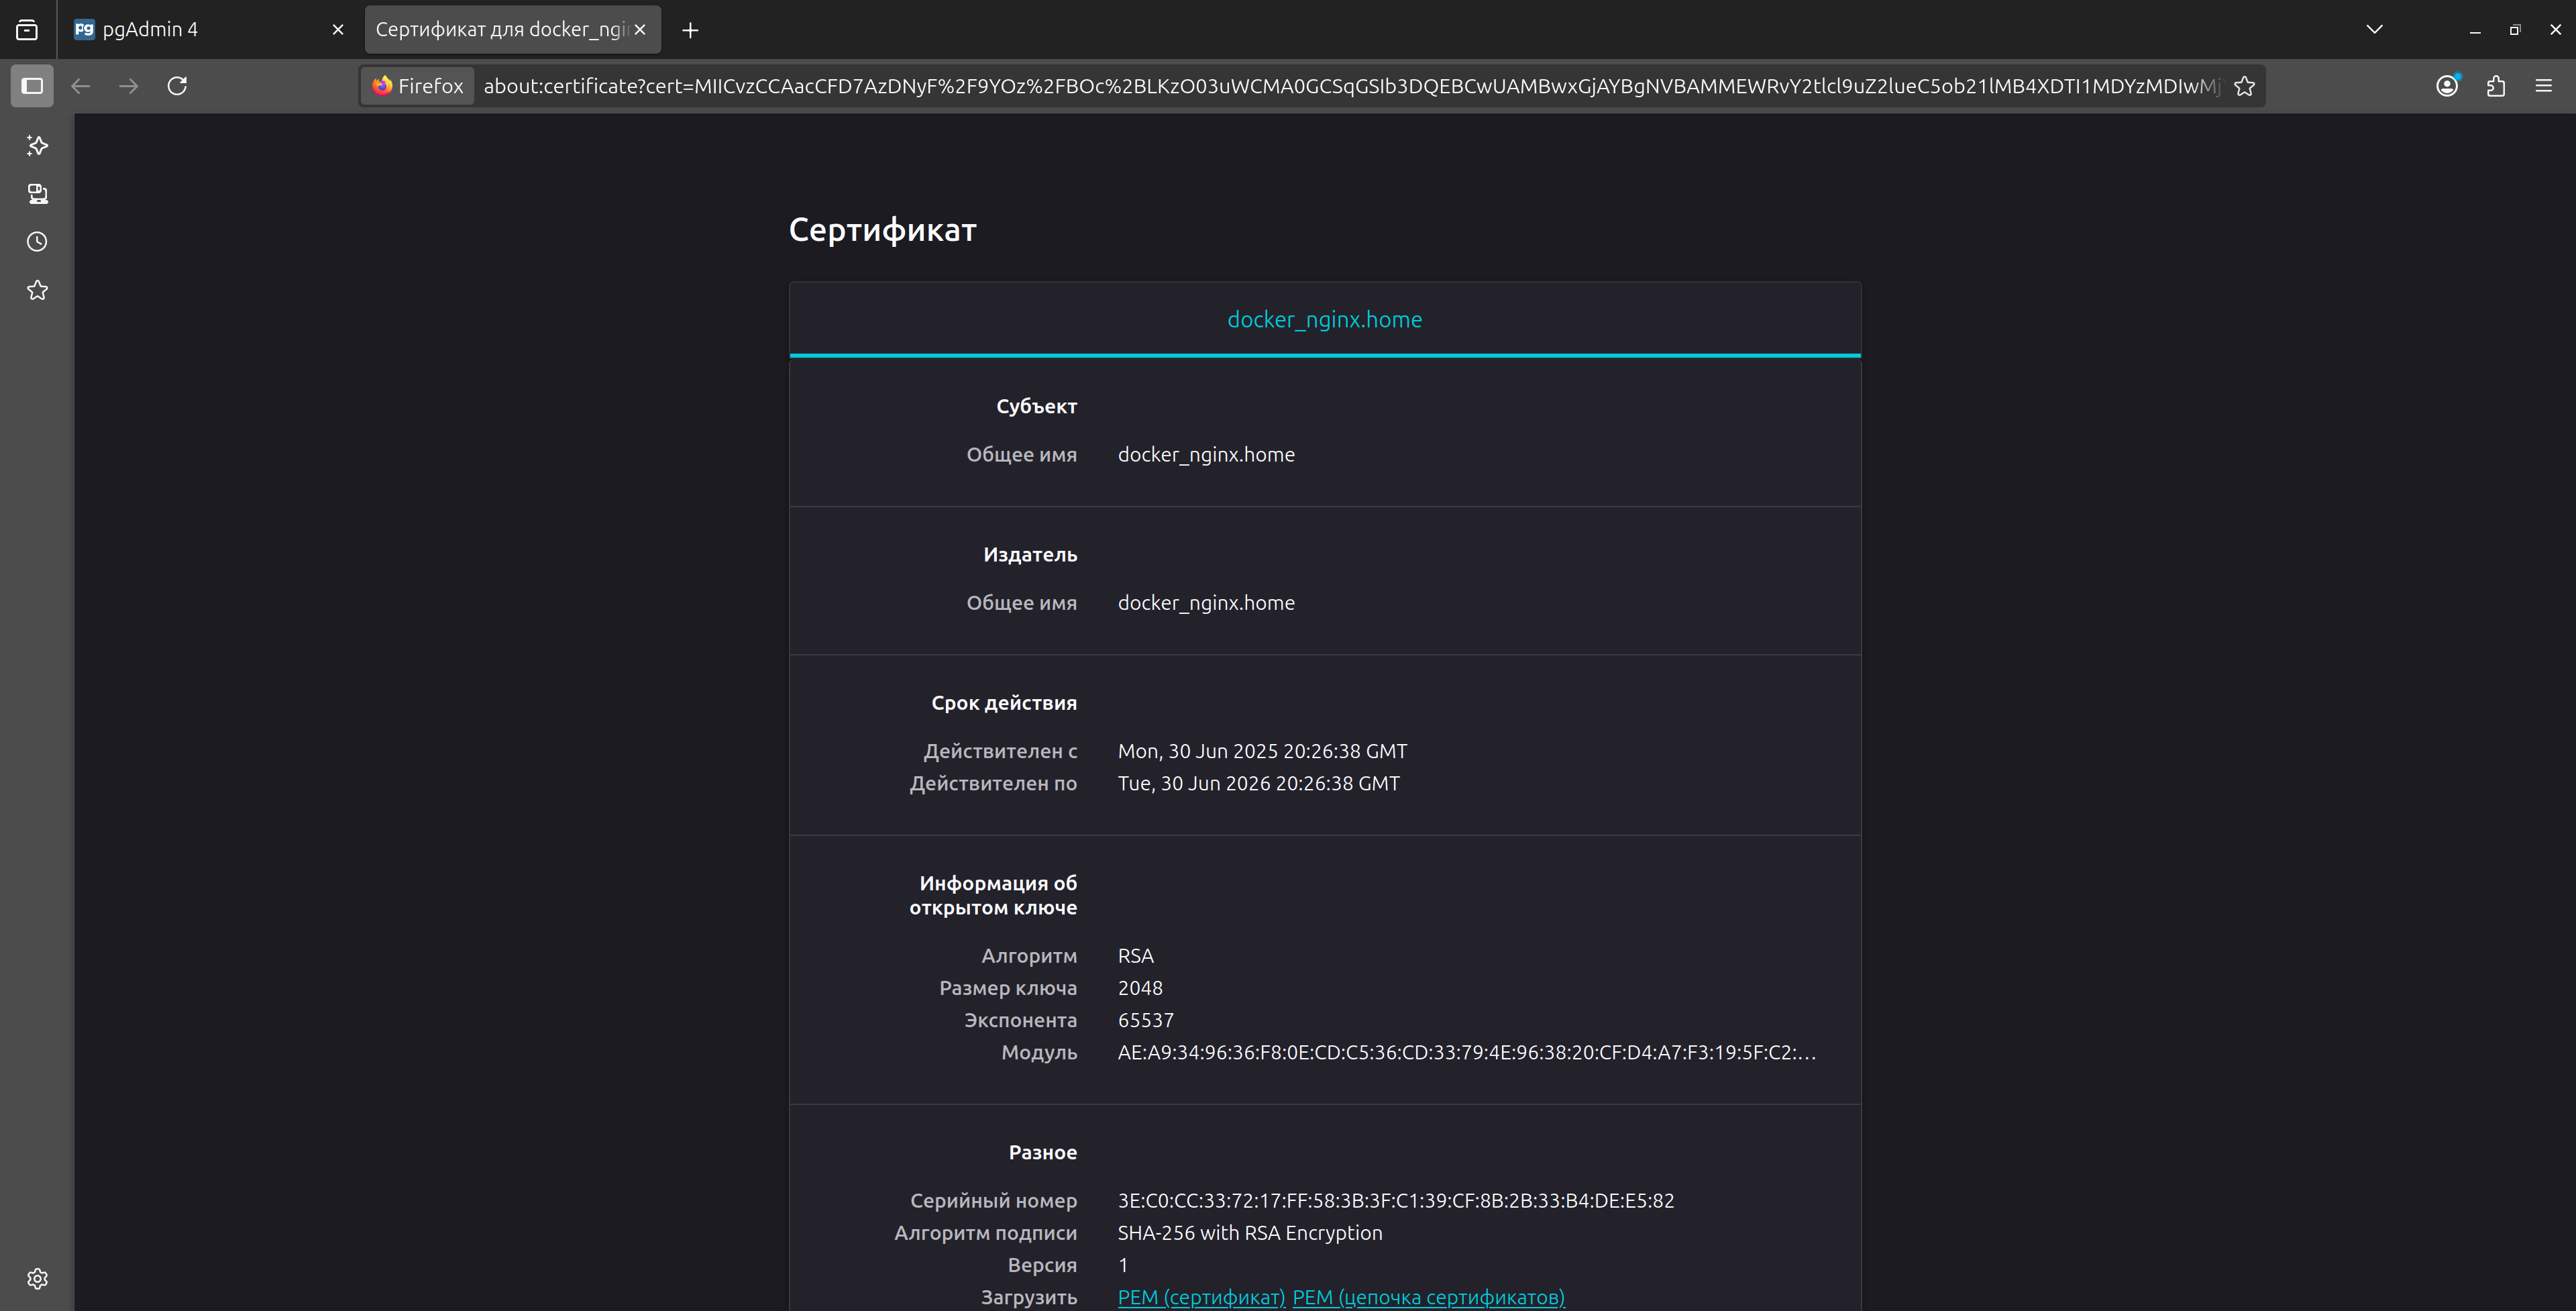 pgAdmin 4
Сертификат для docker_ngi
Firefox about:certificate?cert=MIICvzCCAacCFD7AzDNyF%2F9YOz%2FBOc%2BLKzO03uWCMA0GCSqGSIb3DQEBCwUAMBwxGjAYBgNVBAMMEWRvY2tlcl9uZ2lueC5ob21lMB4XDTI1MDYzMDIwMj
Сертификат
docker_nginx.home
Субъект
Общее имя docker_nginx.home
Издатель
Общее имя docker_nginx.home
Срок действия
Действителен с Mon, 30 Jun 2025 20:26:38 GMT
Действителен по Tue, 30 Jun 2026 20:26:38 GMT
Информация об
открытом ключе
Алгоритм RSA
Размер ключа 2048
Экспонента 65537
Модуль AE:A9:34:96:36:F8:0E:CD:C5:36:CD:33:79:4E:96:38:20:CF:D4:A7:F3:19:5F:C2:…
Разное
Серийный номер 3E:C0:CC:33:72:17:FF:58:3B:3F:C1:39:CF:8B:2B:33:B4:DE:E5:82
Алгоритм подписи SHA-256 with RSA Encryption
Версия 1
Загрузить PEM (сертификат) PEM (цепочка сертификатов)